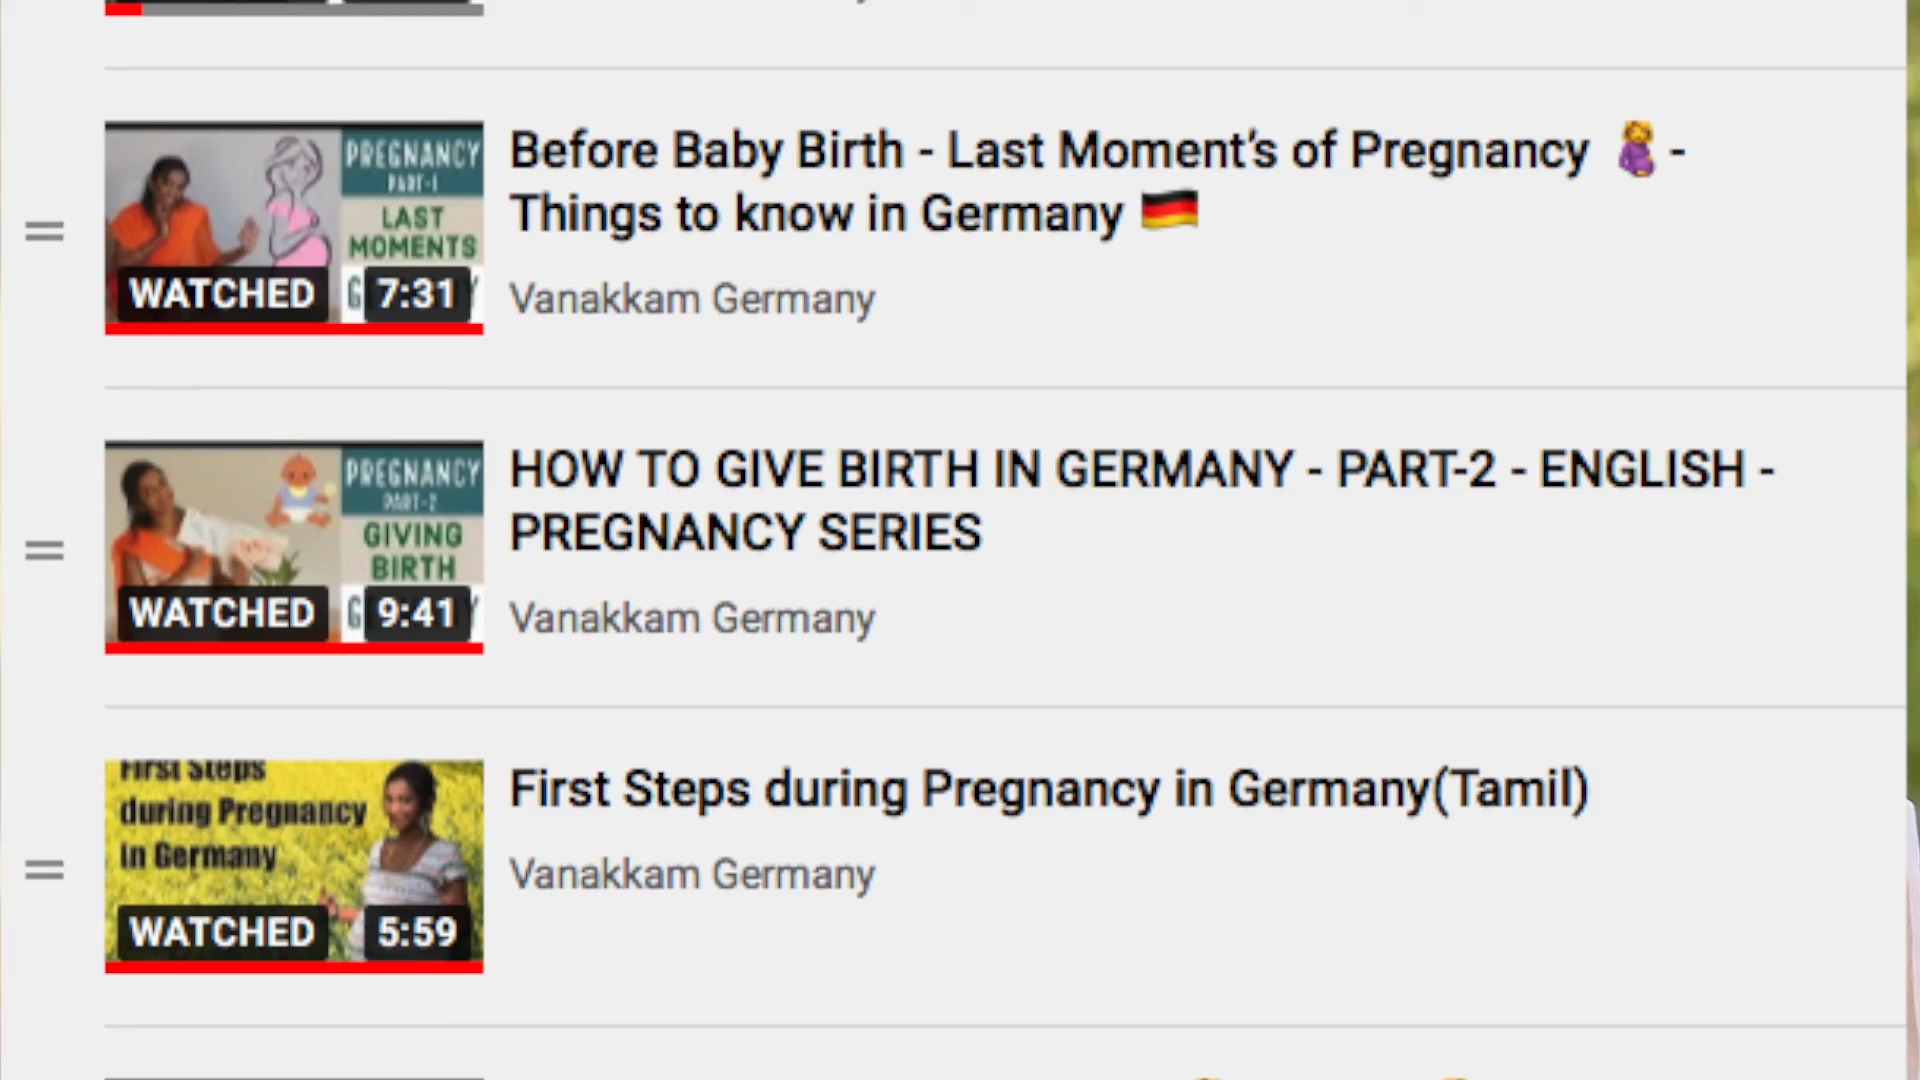 PREGNANCY
PART-1
LAST
MOMENTS
WATCHED
7:31
Before Baby Birth - Last Moment’s of Pregnancy 🤰 -
Things to know in Germany 🇩🇪
Vanakkam Germany
PREGNANCY
PART-2
GIVING
BIRTH
WATCHED
9:41
HOW TO GIVE BIRTH IN GERMANY - PART-2 - ENGLISH -
PREGNANCY SERIES
Vanakkam Germany
First Steps
during Pregnancy
in Germany
WATCHED
5:59
First Steps during Pregnancy in Germany(Tamil)
Vanakkam Germany